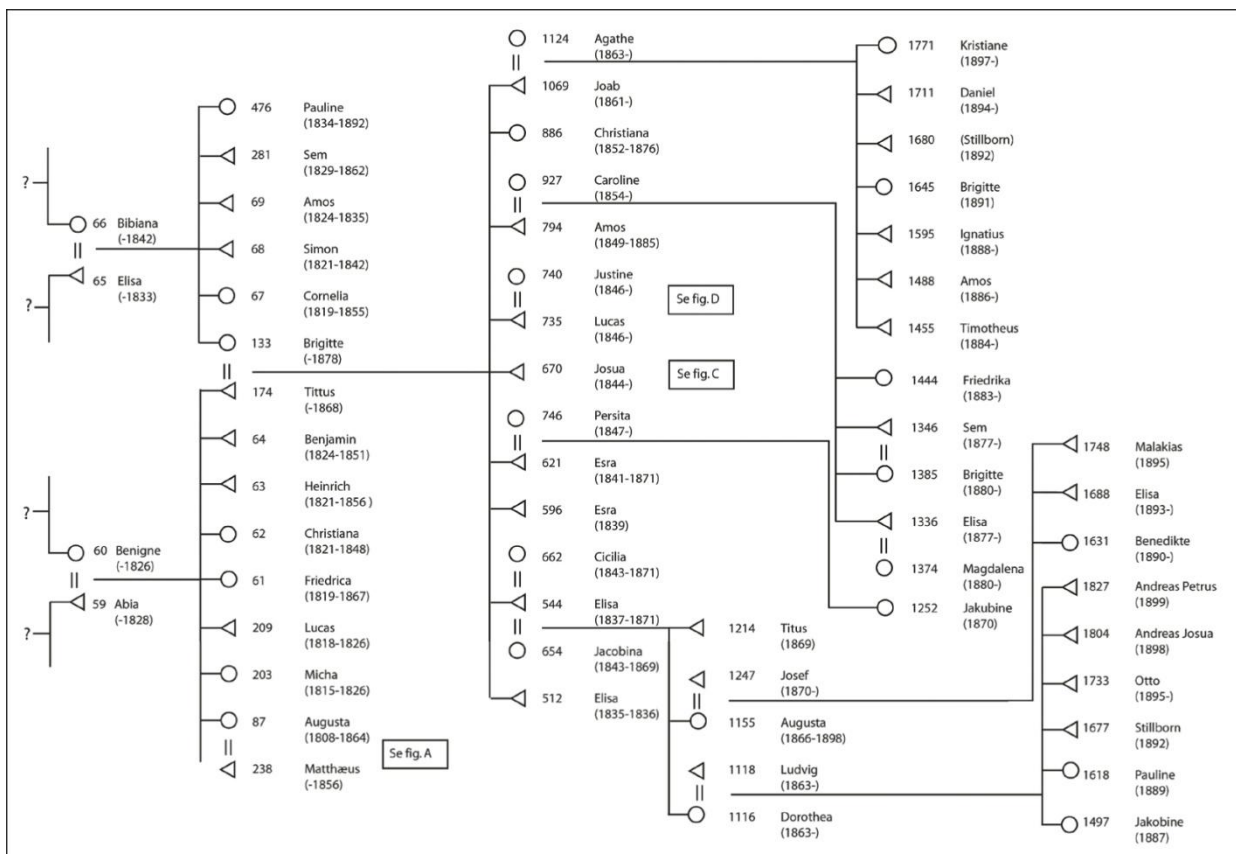 ?
66 Bibiana
(-1842)
65 Elisa
(-1833)
?
?
60 Benigne
(-1826)
59 Abia
(-1828)
?
476 Pauline
(1834-1892)
281 Sem
(1829-1862)
69 Amos
(1824-1835)
68 Simon
(1821-1842)
67 Cornelia
(1819-1855)
133 Brigitte
(-1878)
174 Tittus
(-1868)
64 Benjamin
(1824-1851)
63 Heinrich
(1821-1856 )
62 Christiana
(1821-1848)
61 Friedrica
(1819-1867)
209 Lucas
(1818-1826)
203 Micha
(1815-1826)
87 Augusta
(1808-1864)
238 Matthæus
(-1856)
Se fig. A
1124 Agathe
(1863-)
1069 Joab
(1861-)
886 Christiana
(1852-1876)
927 Caroline
(1854-)
794 Amos
(1849-1885)
740 Justine
(1846-)
Se fig. D
735 Lucas
(1846-)
670 Josua
(1844-)
Se fig. C
746 Persita
(1847-)
621 Esra
(1841-1871)
596 Esra
(1839)
662 Cicilia
(1843-1871)
544 Elisa
(1837-1871)
654 Jacobina
(1843-1869)
512 Elisa
(1835-1836)
1214 Titus
(1869)
1247 Josef
(1870-)
1155 Augusta
(1866-1898)
1118 Ludvig
(1863-)
1116 Dorothea
(1863-)
1771 Kristiane
(1897-)
1711 Daniel
(1894-)
1680 (Stillborn)
(1892)
1645 Brigitte
(1891)
1595 Ignatius
(1888-)
1488 Amos
(1886-)
1455 Timotheus
(1884-)
1444 Friedrika
(1883-)
1346 Sem
(1877-)
1385 Brigitte
(1880-)
1336 Elisa
(1877-)
1374 Magdalena
(1880-)
1252 Jakubine
(1870)
1748 Malakias
(1895)
1688 Elisa
(1893-)
1631 Benedikte
(1890-)
1827 Andreas Petrus
(1899)
1804 Andreas Josua
(1898)
1733 Otto
(1895-)
1677 Stillborn
(1892)
1618 Pauline
(1889)
1497 Jakobine
(1887)